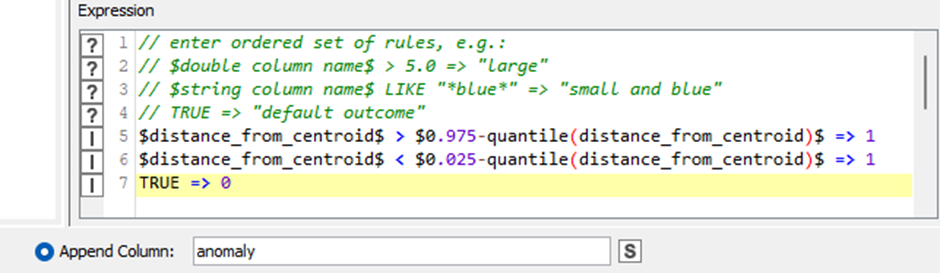 Expression
? 1 // enter ordered set of rules, e.g.:
? 2 // $double column name$ > 5.0 => "large"
? 3 // $string column name$ LIKE "*blue*" => "small and blue"
? 4 // TRUE => "default outcome"
I 5 $distance_from_centroid$ > $0.975-quantile(distance_from_centroid)$ => 1
I 6 $distance_from_centroid$ < $0.025-quantile(distance_from_centroid)$ => 1
I 7 TRUE => 0
Append Column: anomaly S